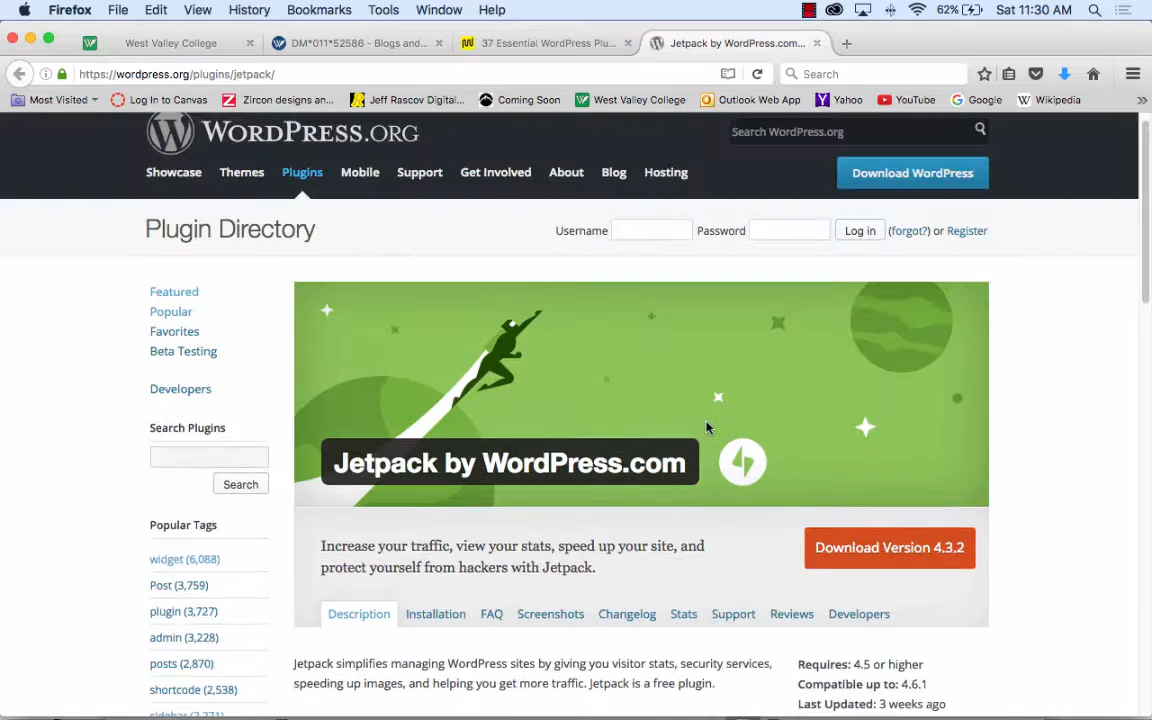 Firefox File Edit View History Bookmarks Tools Window Help 62% Sat 11:30 AM
West Valley College × DM*011*52586 - Blogs and... × 37 Essential WordPress Plu... × Jetpack by WordPress.com... × +
https://wordpress.org/plugins/jetpack/ Search
Most Visited Log In to Canvas Zircon designs an... Jeff Rascov Digital... Coming Soon West Valley College Outlook Web App Yahoo YouTube Google Wikipedia »
WORDPRESS.ORG Search WordPress.org
Showcase Themes Plugins Mobile Support Get Involved About Blog Hosting Download WordPress
Plugin Directory Username Password Log in (forgot?) or Register
Featured
Popular
Favorites
Beta Testing
Developers
Search Plugins
Search
Popular Tags
widget (6,088)
Post (3,759)
plugin (3,727)
admin (3,228)
posts (2,870)
shortcode (2,538)
sidebar (2,271)
Jetpack by WordPress.com
Increase your traffic, view your stats, speed up your site, and
protect yourself from hackers with Jetpack.
Download Version 4.3.2
Description Installation FAQ Screenshots Changelog Stats Support Reviews Developers
Jetpack simplifies managing WordPress sites by giving you visitor stats, security services,
speeding up images, and helping you get more traffic. Jetpack is a free plugin.
Requires: 4.5 or higher
Compatible up to: 4.6.1
Last Updated: 3 weeks ago